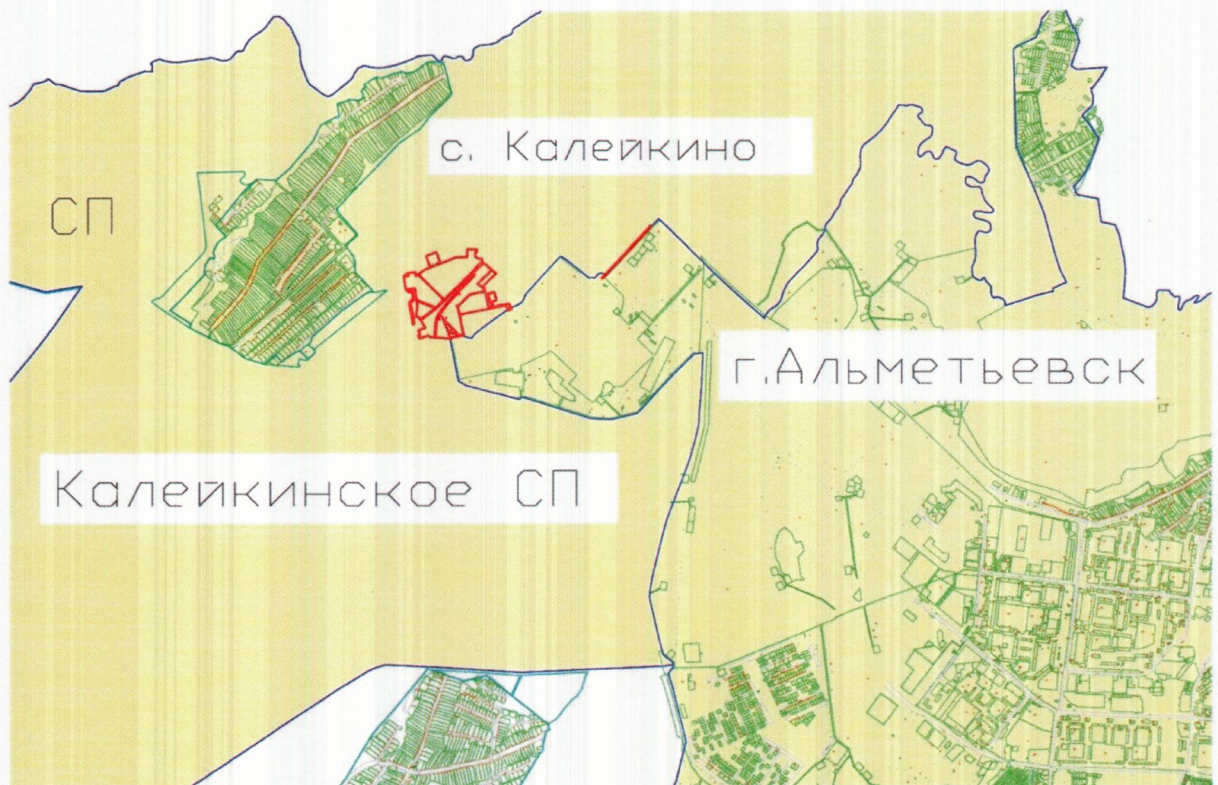 с. Калейкино
СП
г.Альметьевск
Калейкинское СП